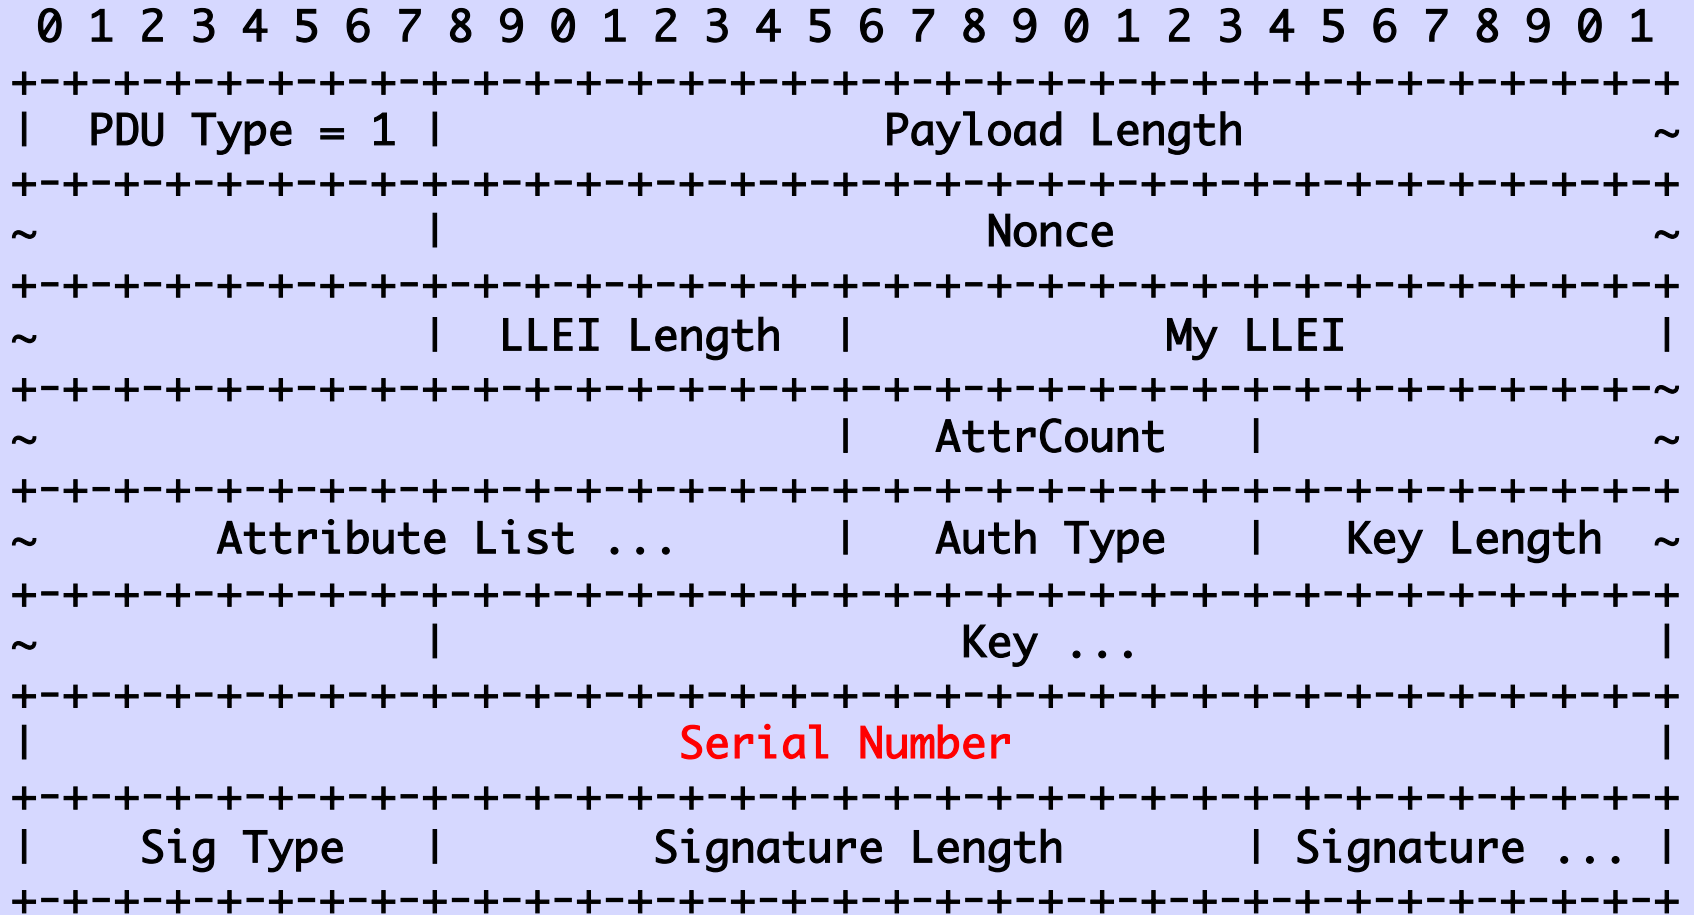 0 1 2 3 4 5 6 7 8 9 0 1 2 3 4 5 6 7 8 9 0 1 2 3 4 5 6 7 8 9 0 1
+-+-+-+-+-+-+-+-+-+-+-+-+-+-+-+-+-+-+-+-+-+-+-+-+-+-+-+-+-+-+-+-+
|  PDU Type = 1 |                 Payload Length                ~
+-+-+-+-+-+-+-+-+-+-+-+-+-+-+-+-+-+-+-+-+-+-+-+-+-+-+-+-+-+-+-+-+
~               |                     Nonce                     ~
+-+-+-+-+-+-+-+-+-+-+-+-+-+-+-+-+-+-+-+-+-+-+-+-+-+-+-+-+-+-+-+-+
~               |  LLEI Length  |            My LLEI            |
+-+-+-+-+-+-+-+-+-+-+-+-+-+-+-+-+-+-+-+-+-+-+-+-+-+-+-+-+-+-+-+-~
~                               |   AttrCount   |               ~
+-+-+-+-+-+-+-+-+-+-+-+-+-+-+-+-+-+-+-+-+-+-+-+-+-+-+-+-+-+-+-+-+
~       Attribute List ...      |   Auth Type   |   Key Length  ~
+-+-+-+-+-+-+-+-+-+-+-+-+-+-+-+-+-+-+-+-+-+-+-+-+-+-+-+-+-+-+-+-+
~               |                    Key ...                    |
+-+-+-+-+-+-+-+-+-+-+-+-+-+-+-+-+-+-+-+-+-+-+-+-+-+-+-+-+-+-+-+-+
|                         Serial Number                         |
+-+-+-+-+-+-+-+-+-+-+-+-+-+-+-+-+-+-+-+-+-+-+-+-+-+-+-+-+-+-+-+-+
|    Sig Type   |        Signature Length       | Signature ... |
+-+-+-+-+-+-+-+-+-+-+-+-+-+-+-+-+-+-+-+-+-+-+-+-+-+-+-+-+-+-+-+-+